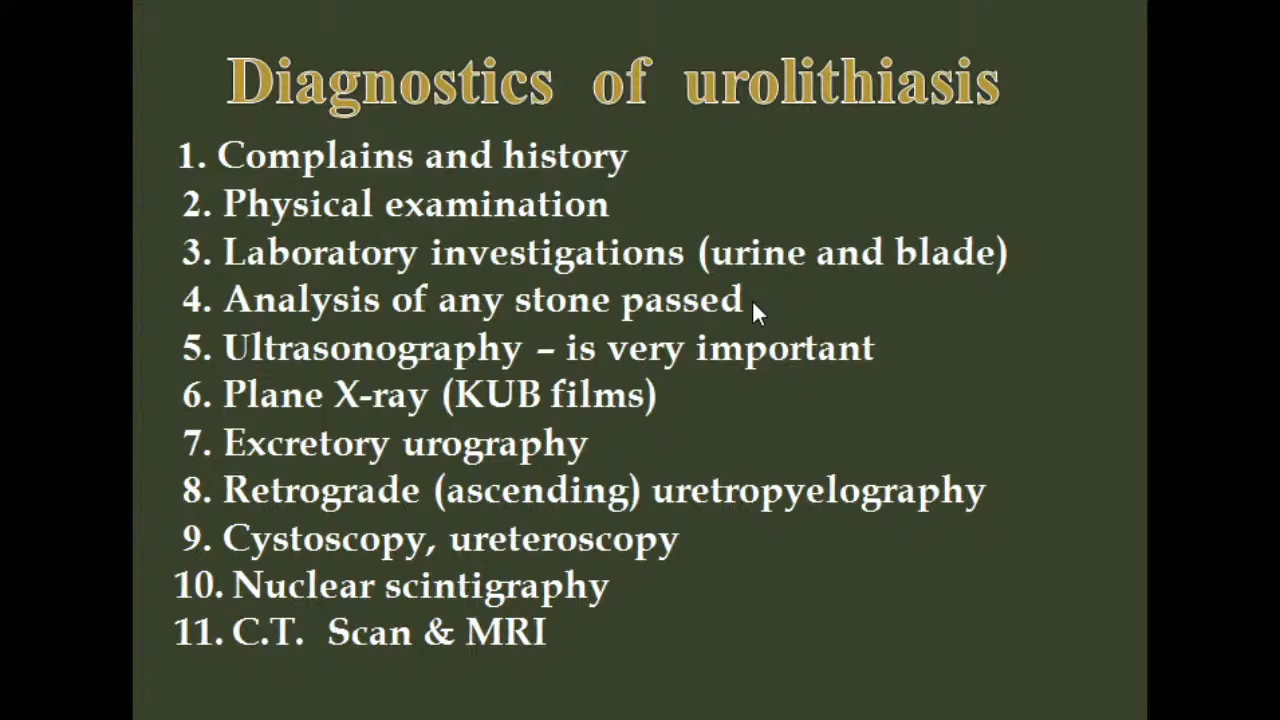 Diagnostics of urolithiasis
1. Complains and history
2. Physical examination
3. Laboratory investigations (urine and blade)
4. Analysis of any stone passed
5. Ultrasonography – is very important
6. Plane X-ray (KUB films)
7. Excretory urography
8. Retrograde (ascending) uretropyelography
9. Cystoscopy, ureteroscopy
10. Nuclear scintigraphy
11. C.T. Scan & MRI